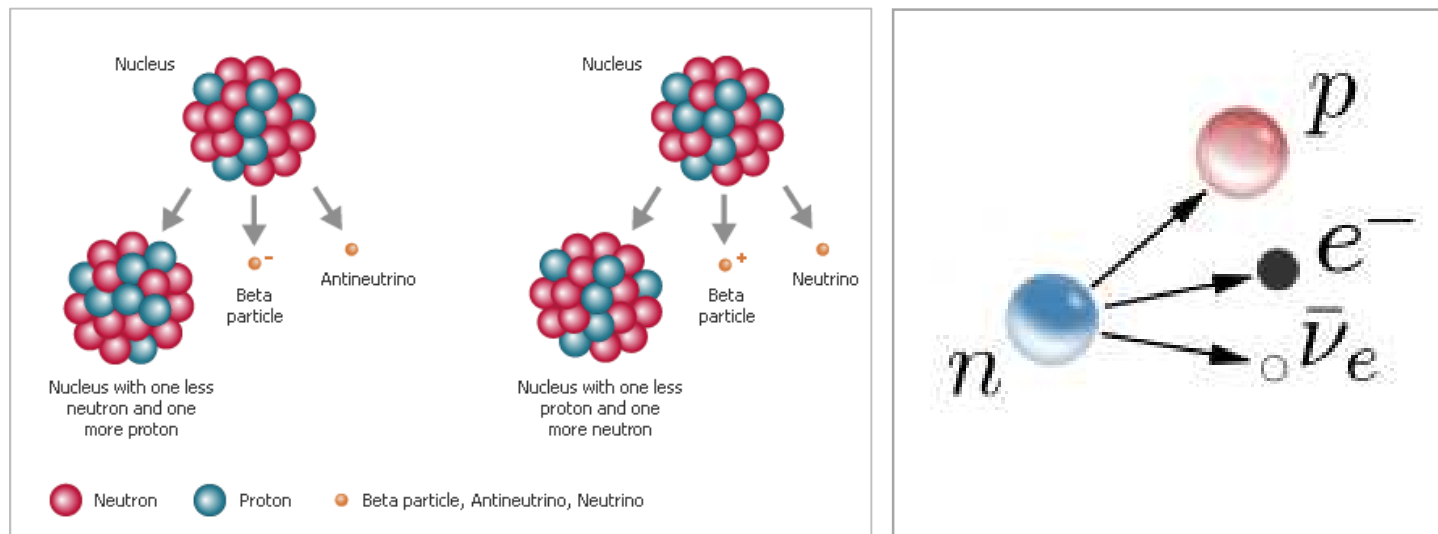 Nucleus
-
Beta
particle
Antineutrino
Nucleus with one less
neutron and one
more proton
Nucleus
+
Beta
particle
Neutrino
Nucleus with one less
proton and one
more neutron
Neutron
Proton
Beta particle, Antineutrino, Neutrino
p
e⁻
n
ν̄ₑ